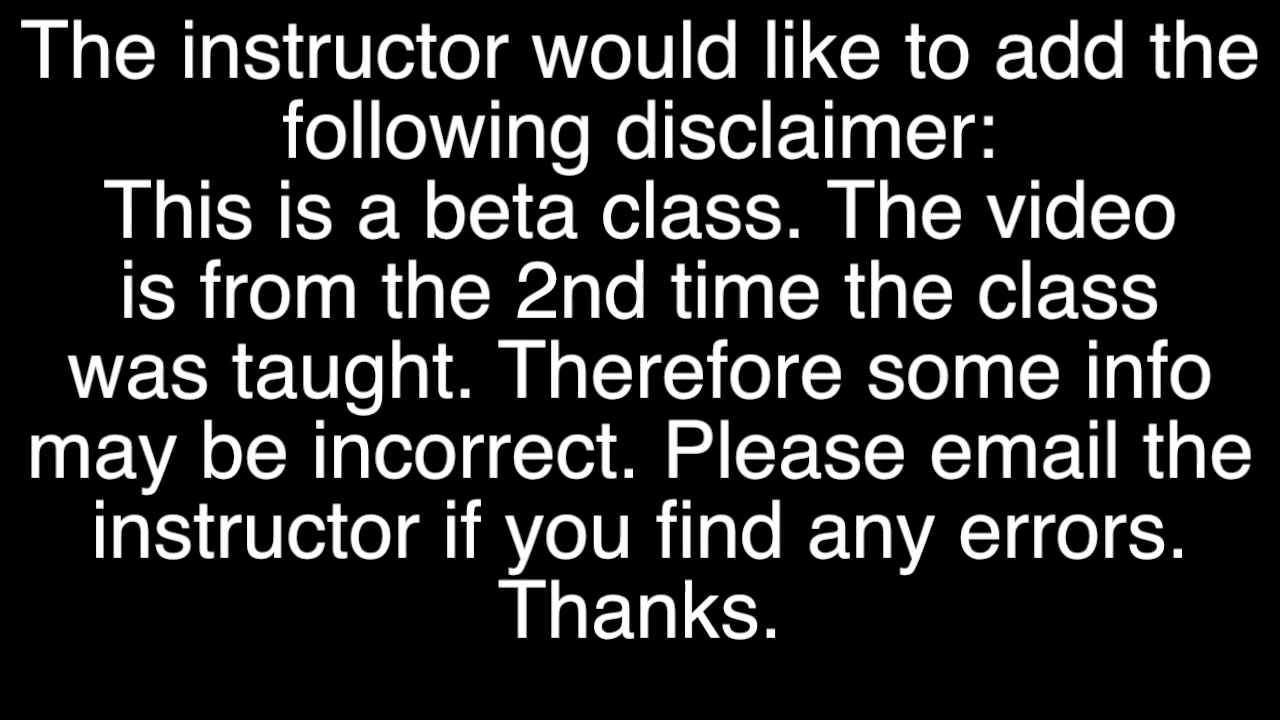 The instructor would like to add the
following disclaimer:
This is a beta class. The video
is from the 2nd time the class
was taught. Therefore some info
may be incorrect. Please email the
instructor if you find any errors.
Thanks.